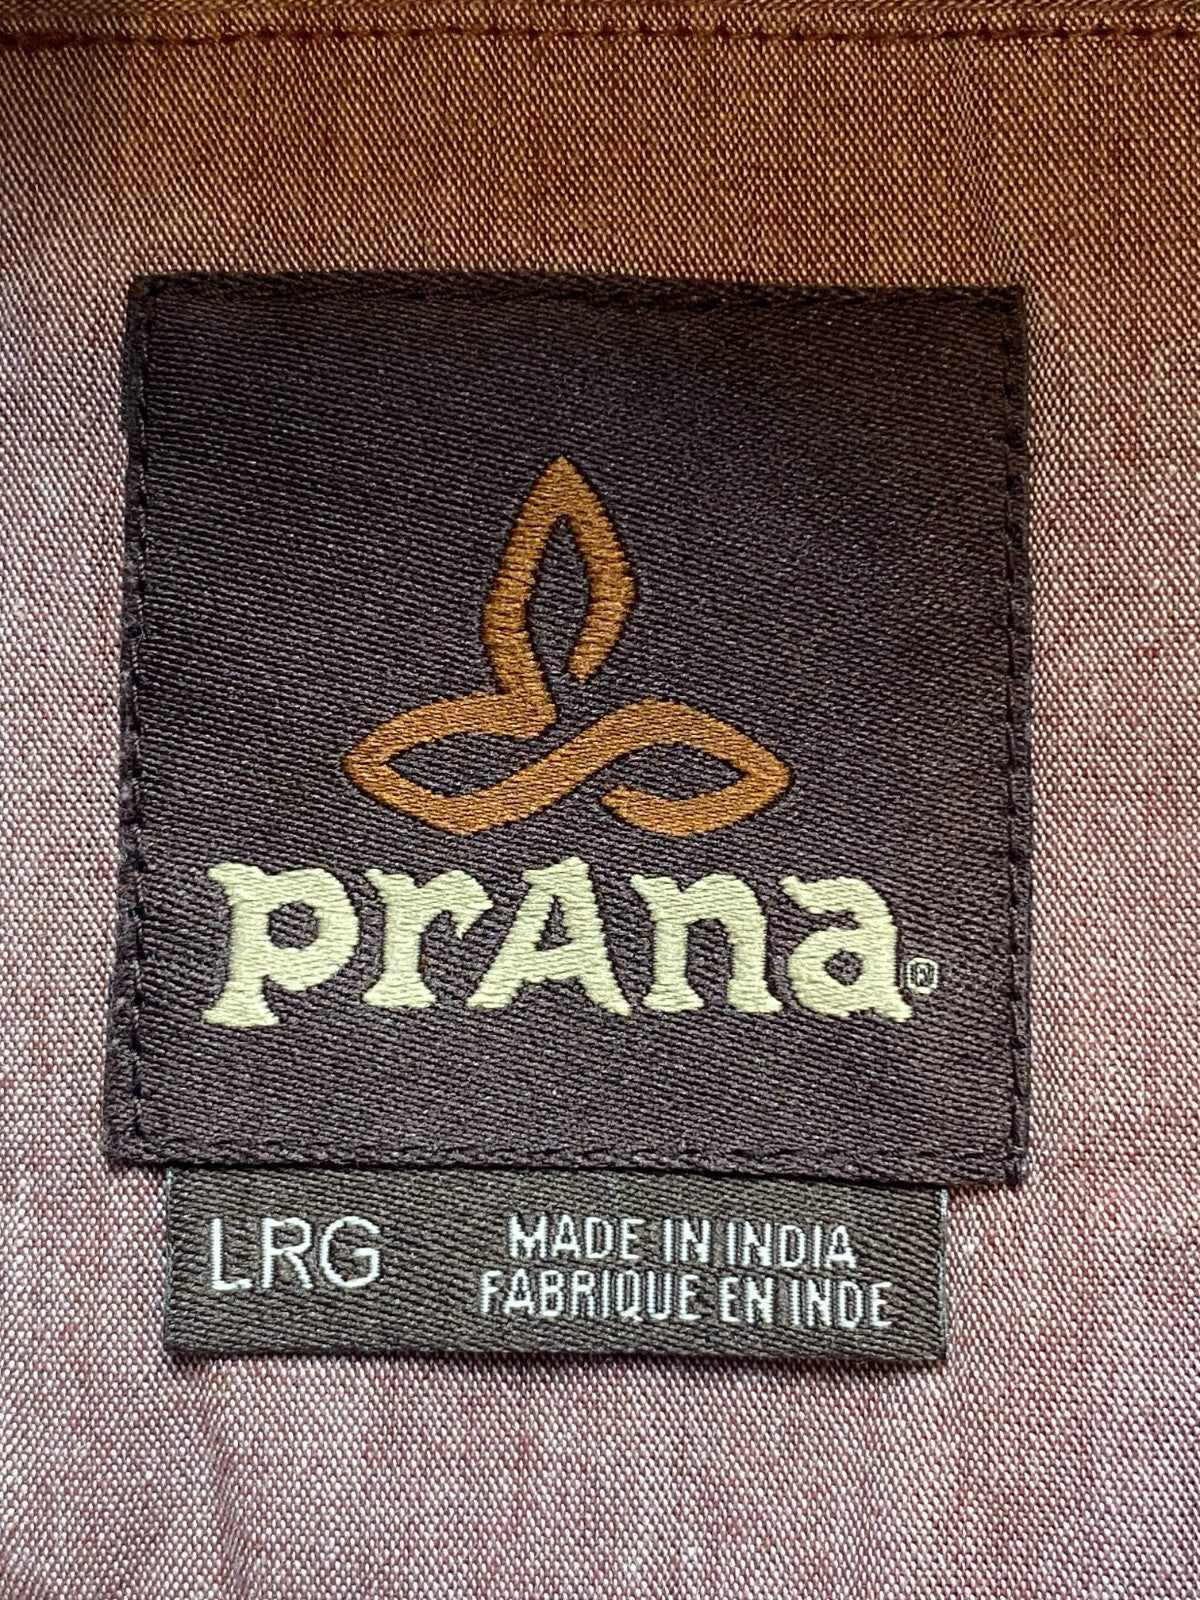 prAna®
LRG
MADE IN INDIA
FABRIQUE EN INDE